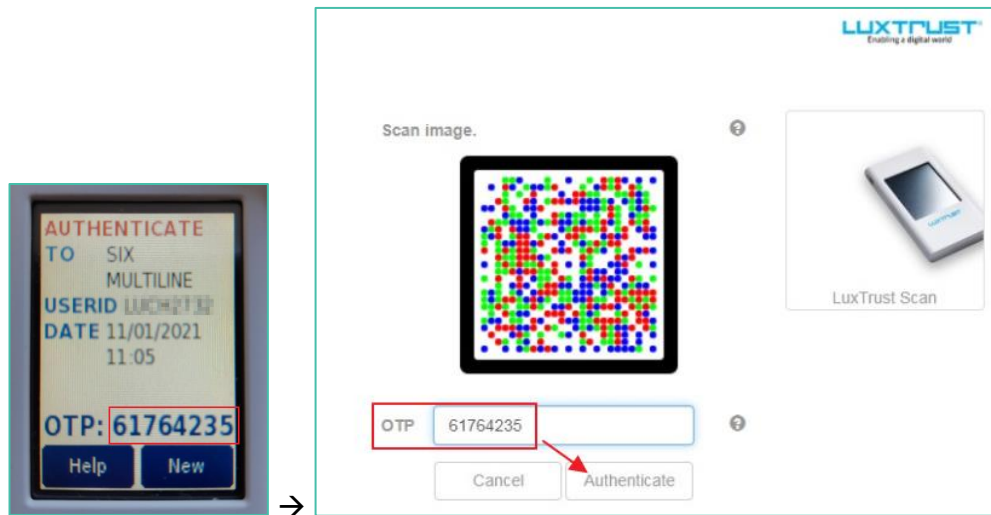 AUTHENTICATE
TO SIX
MULTILINE
USERID
DATE 11/01/2021
11:05
OTP: 61764235
Help New
→
LUXTRUST
Enabling a digital world
Scan image.
LUXTRUST
LuxTrust Scan
OTP 61764235
Cancel Authenticate